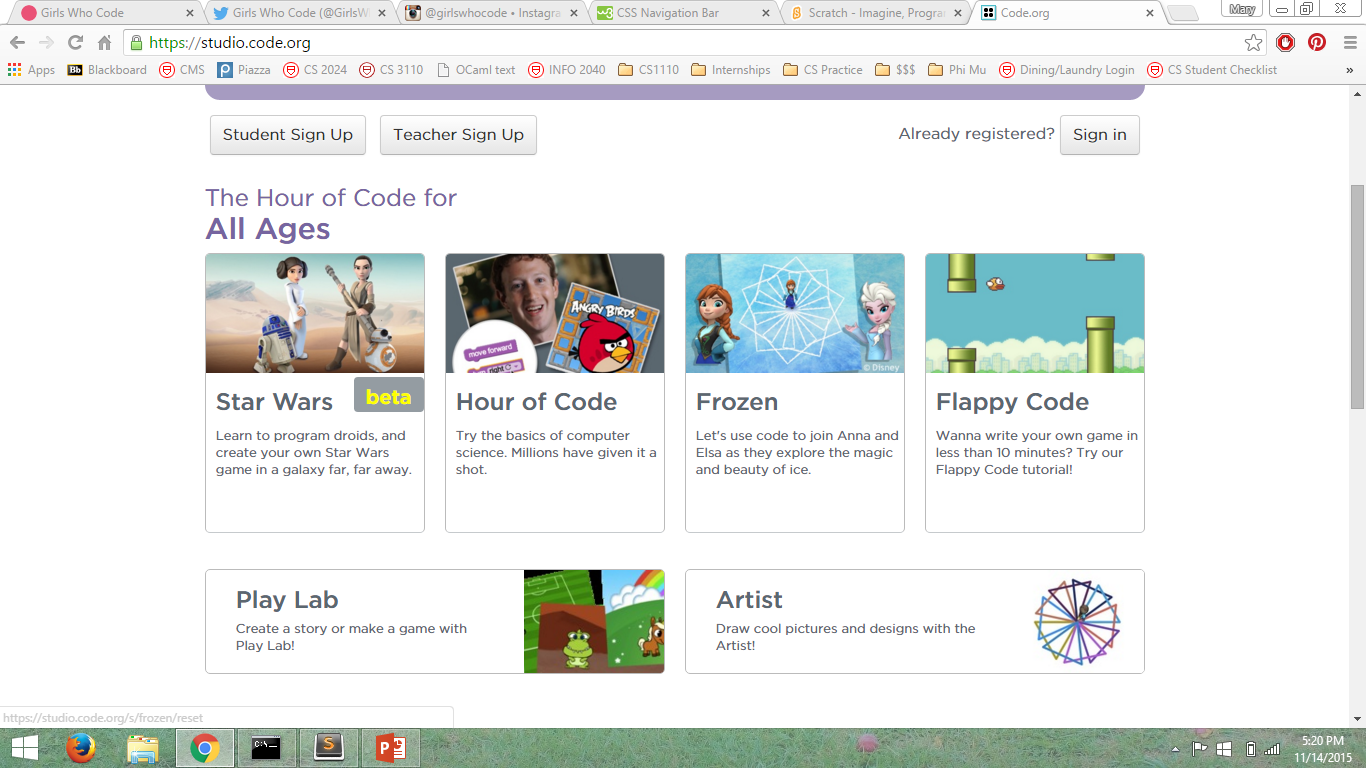 Girls Who Code
Twitter Girls Who Code (@GirlsW
@girlswhocode • Instagra
CSS Navigation Bar
Scratch - Imagine, Progra
Code.org
Mary
https://studio.code.org
Apps
Bb Blackboard
CMS
Piazza
CS 2024
CS 3110
OCaml text
INFO 2040
CS1110
Internships
CS Practice
$$$
Phi Mu
Dining/Laundry Login
CS Student Checklist
»
Student Sign Up
Teacher Sign Up
Already registered?
Sign in
The Hour of Code for
All Ages
move forward
right
ANGRY BIRDS
© Disney
Star Wars
beta
Learn to program droids, and
create your own Star Wars
game in a galaxy far, far away.
Hour of Code
Try the basics of computer
science. Millions have given it a
shot.
Frozen
Let's use code to join Anna and
Elsa as they explore the magic
and beauty of ice.
Flappy Code
Wanna write your own game in
less than 10 minutes? Try our
Flappy Code tutorial!
Play Lab
Create a story or make a game with
Play Lab!
Artist
Draw cool pictures and designs with the
Artist!
https://studio.code.org/s/frozen/reset
5:20 PM
11/14/2015